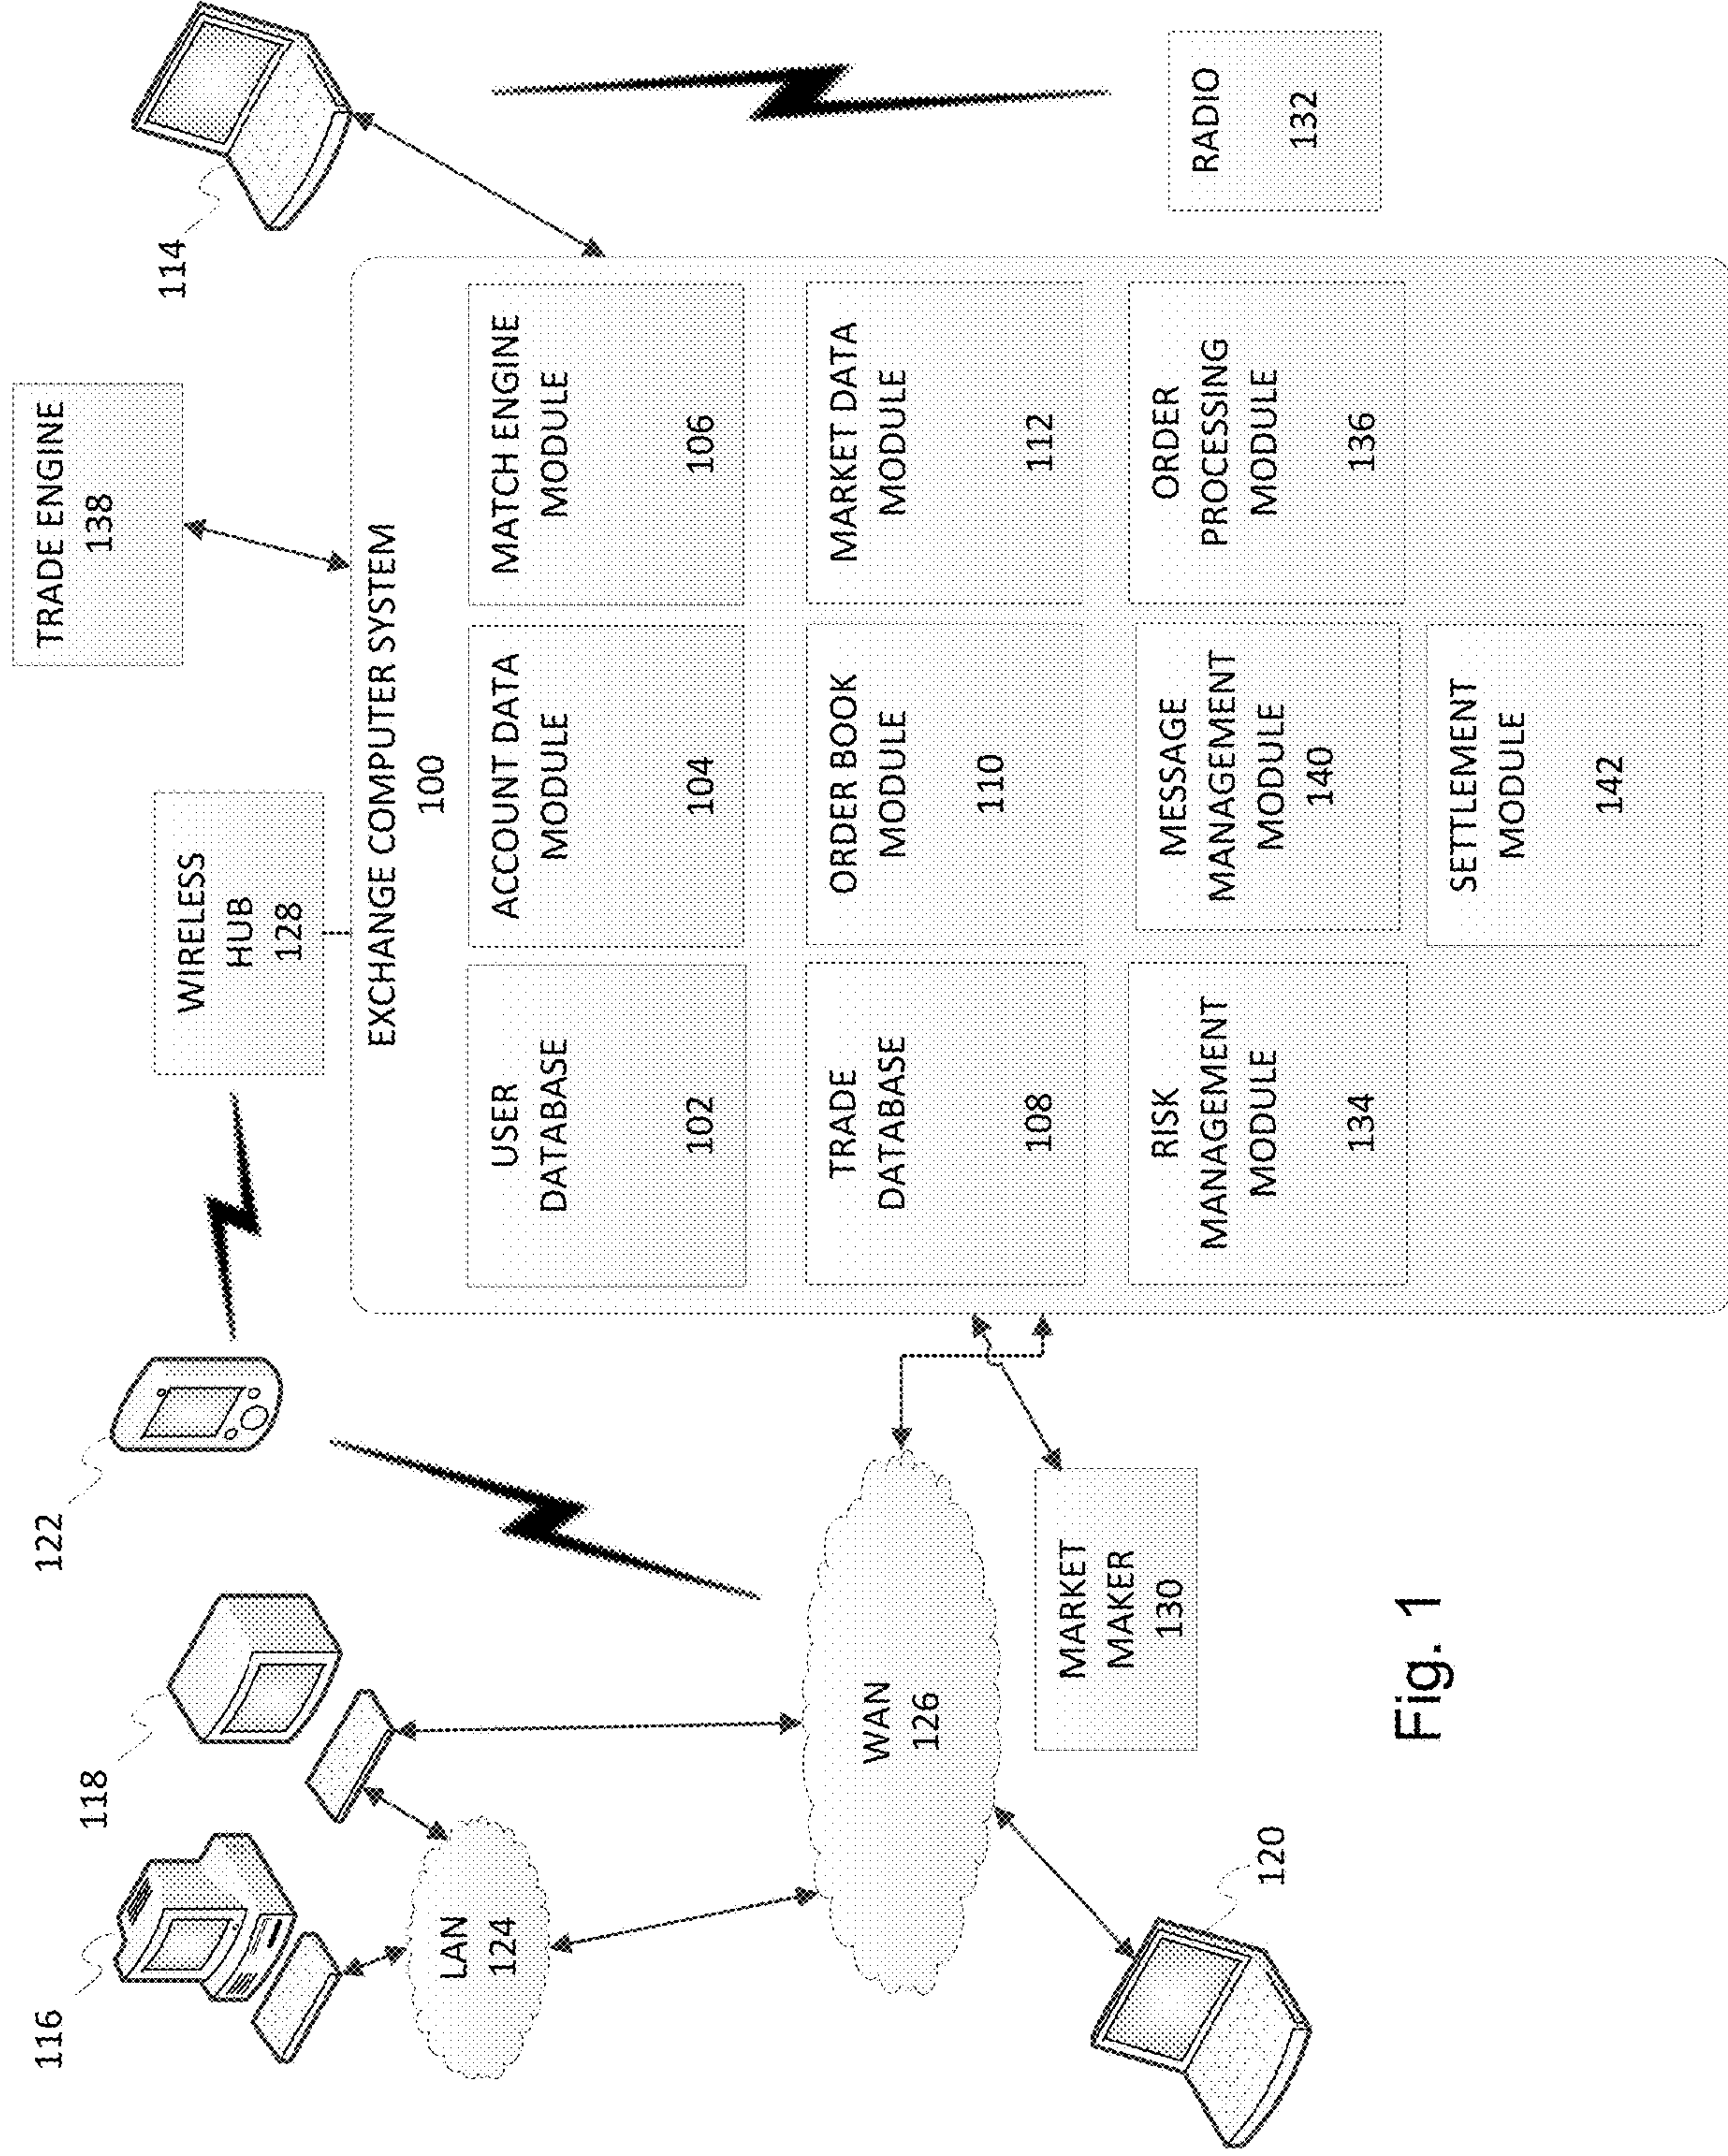 116
118
122
TRADE ENGINE
138
114
WIRELESS
HUB
128
LAN
124
EXCHANGE COMPUTER SYSTEM
100
USER
DATABASE
102
ACCOUNT DATA
MODULE
104
MATCH ENGINE
MODULE
106
WAN
126
TRADE
DATABASE
108
ORDER BOOK
MODULE
110
MARKET DATA
MODULE
112
MARKET
MAKER
130
RISK
MANAGEMENT
MODULE
134
MESSAGE
MANAGEMENT
MODULE
140
ORDER
PROCESSING
MODULE
136
RADIO
132
120
SETTLEMENT
MODULE
142
Fig. 1